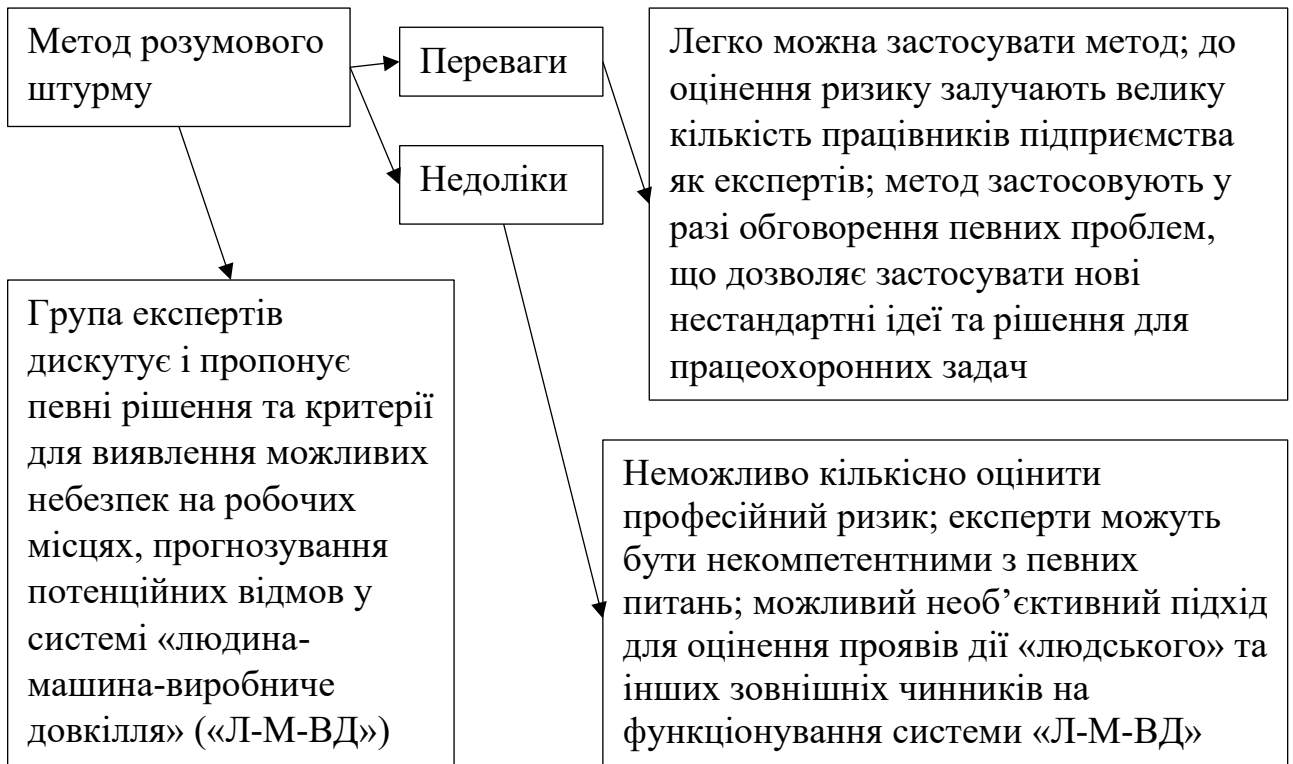 Метод розумового
штурму
Переваги
Недоліки
Легко можна застосувати метод; до
оцінення ризику залучають велику
кількість працівників підприємства
як експертів; метод застосовують у
разі обговорення певних проблем,
що дозволяє застосувати нові
нестандартні ідеї та рішення для
працеохоронних задач
Група експертів
дискутує і пропонує
певні рішення та критерії
для виявлення можливих
небезпек на робочих
місцях, прогнозування
потенційних відмов у
системі «людина-
машина-виробниче
довкілля» («Л-М-ВД»)
Неможливо кількісно оцінити
професійний ризик; експерти можуть
бути некомпетентними з певних
питань; можливий необ’єктивний підхід
для оцінення проявів дії «людського» та
інших зовнішніх чинників на
функціонування системи «Л-М-ВД»